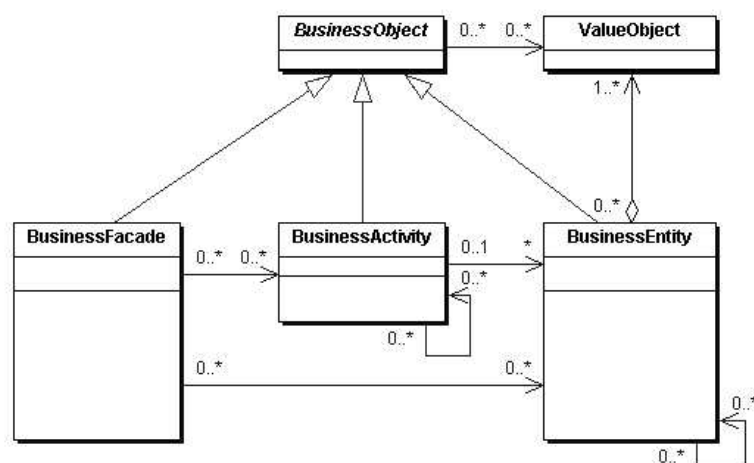 BusinessObject
0..* 0..*
ValueObject
1..*
0..*
BusinessFacade
BusinessActivity
BusinessEntity
0..* 0..*
0..1 *
0..*
0..*
0..* 0..*
0..*
0..*